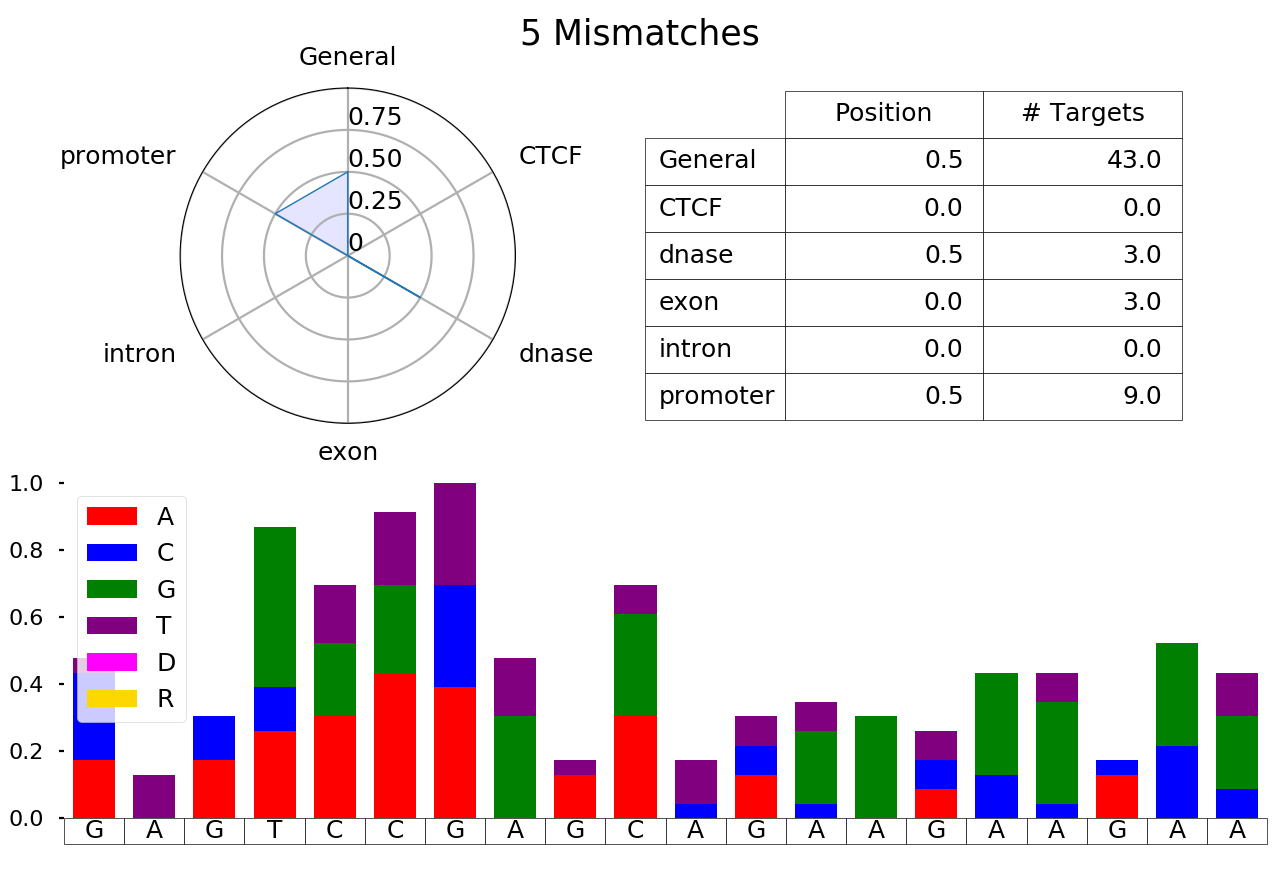 5 Mismatches
General
promoter
CTCF
0.75
0.50
0.25
0
intron
dnase
exon
Position # Targets
General 0.5 43.0
CTCF 0.0 0.0
dnase 0.5 3.0
exon 0.0 3.0
intron 0.0 0.0
promoter 0.5 9.0
1.0
0.8
0.6
0.4
0.2
0.0
A
C
G
T
D
R
G A G T C C G A G C A G A A G A A G A A